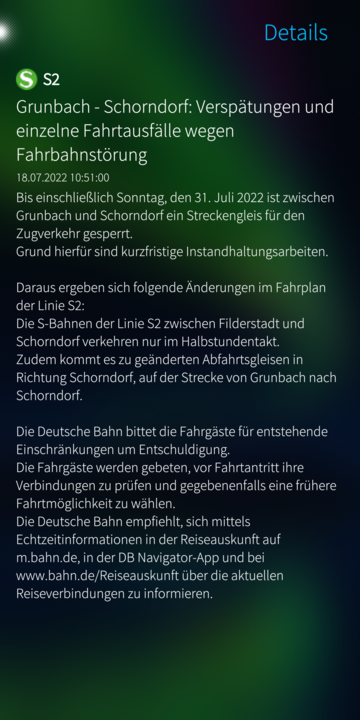 Details
S S2
Grunbach - Schorndorf: Verspätungen und
einzelne Fahrtausfälle wegen
Fahrbahnstörung
18.07.2022 10:51:00
Bis einschließlich Sonntag, den 31. Juli 2022 ist zwischen
Grunbach und Schorndorf ein Streckengleis für den
Zugverkehr gesperrt.
Grund hierfür sind kurzfristige Instandhaltungsarbeiten.
Daraus ergeben sich folgende Änderungen im Fahrplan
der Linie S2:
Die S-Bahnen der Linie S2 zwischen Filderstadt und
Schorndorf verkehren nur im Halbstundentakt.
Zudem kommt es zu geänderten Abfahrtsgleisen in
Richtung Schorndorf, auf der Strecke von Grunbach nach
Schorndorf.
Die Deutsche Bahn bittet die Fahrgäste für entstehende
Einschränkungen um Entschuldigung.
Die Fahrgäste werden gebeten, vor Fahrtantritt ihre
Verbindungen zu prüfen und gegebenenfalls eine frühere
Fahrtmöglichkeit zu wählen.
Die Deutsche Bahn empfiehlt, sich mittels
Echtzeitinformationen in der Reiseauskunft auf
m.bahn.de, in der DB Navigator-App und bei
www.bahn.de/Reiseauskunft über die aktuellen
Reiseverbindungen zu informieren.